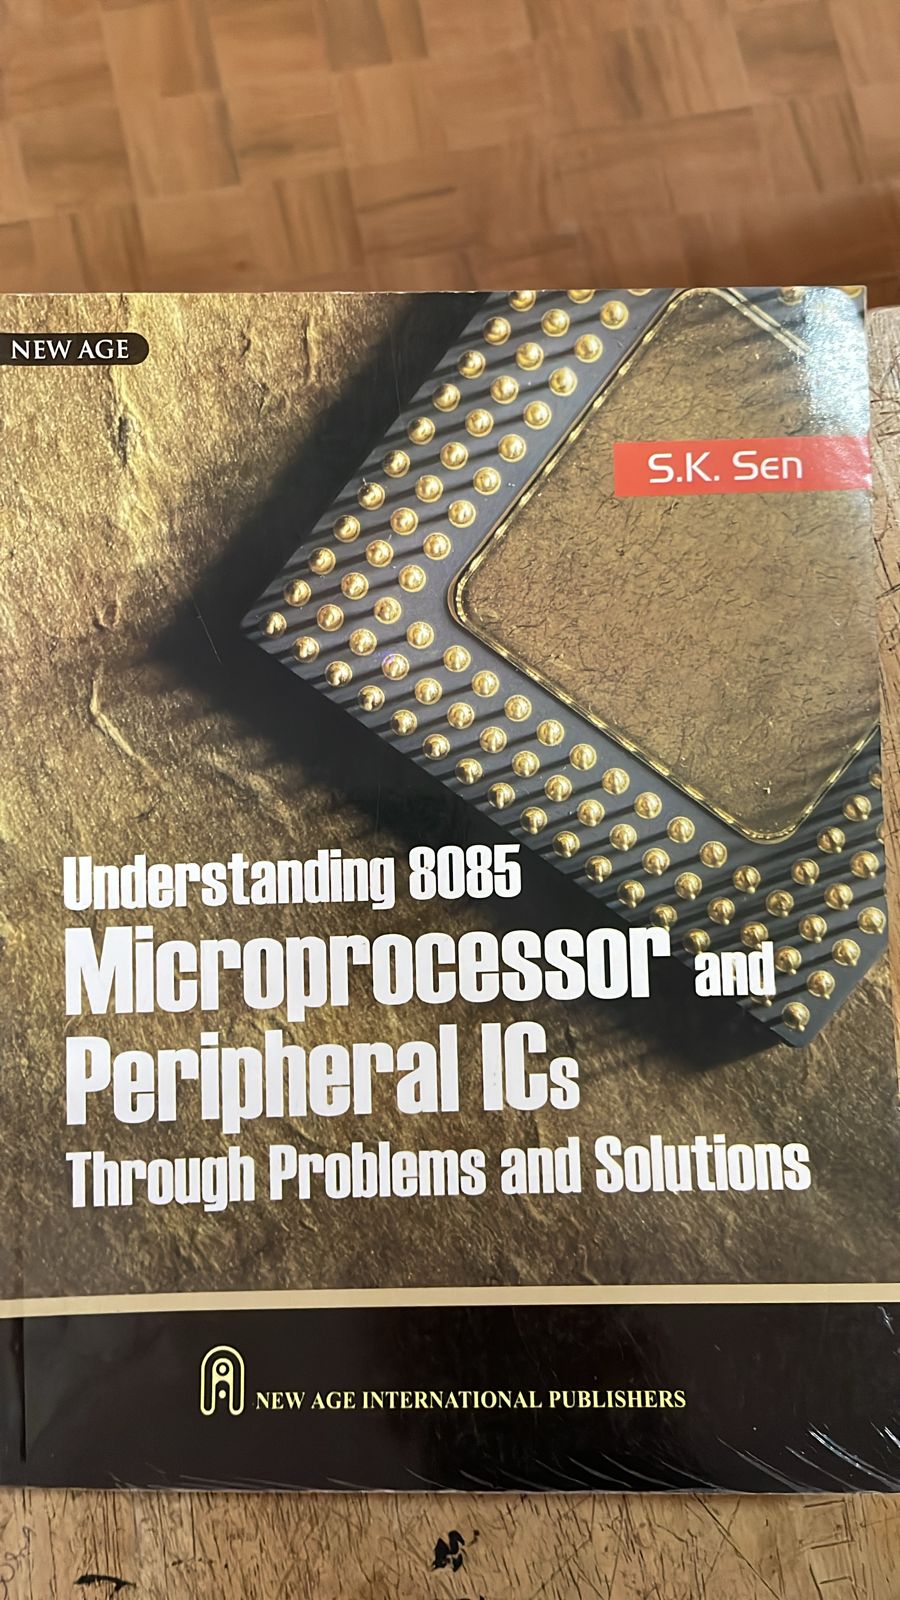 NEW AGE
S.K. Sen
Understanding 8085
Microprocessor and
Peripheral ICs
Through Problems and Solutions
NEW AGE INTERNATIONAL PUBLISHERS